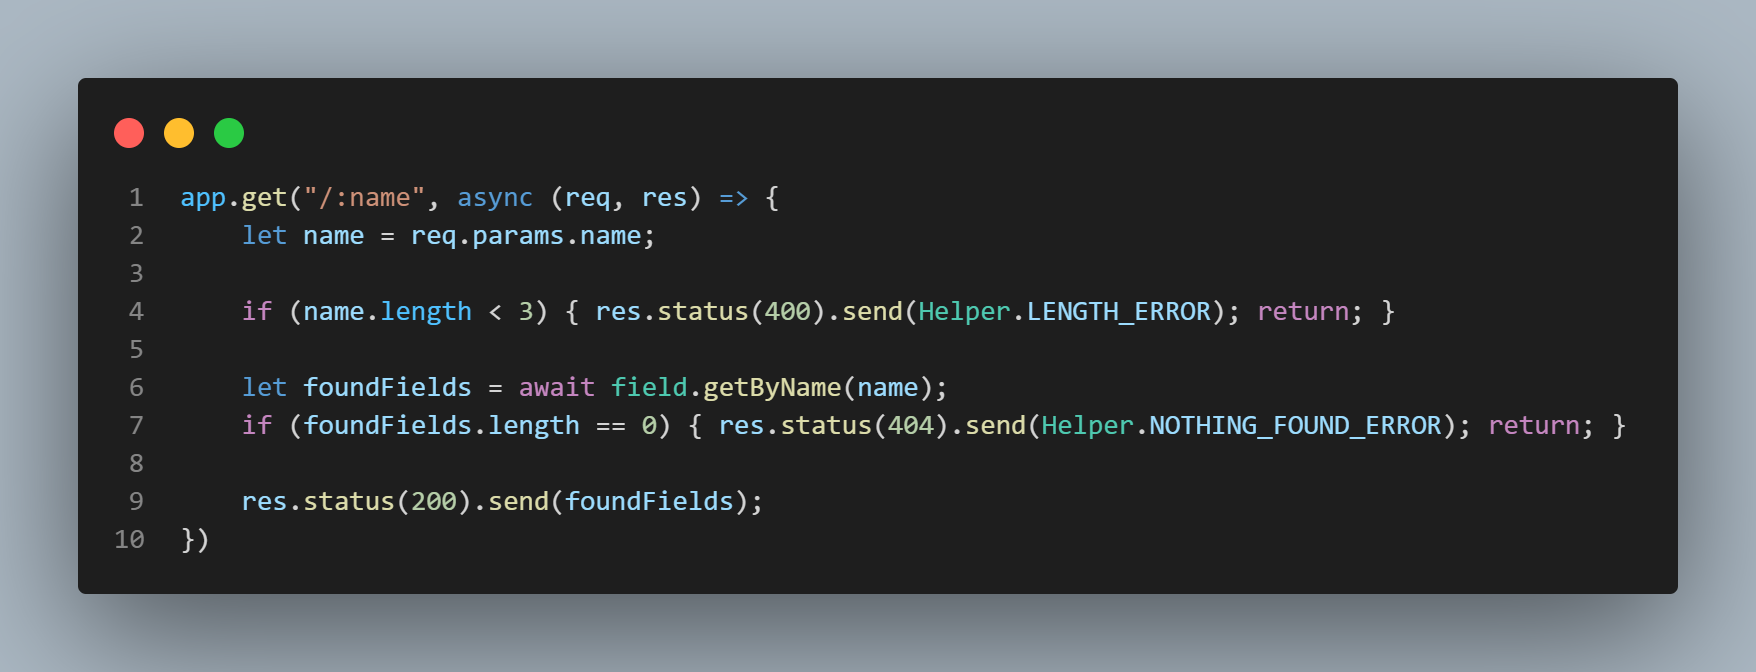 1 app.get("/:name", async (req, res) => {
2     let name = req.params.name;
3
4     if (name.length < 3) { res.status(400).send(Helper.LENGTH_ERROR); return; }
5
6     let foundFields = await field.getByName(name);
7     if (foundFields.length == 0) { res.status(404).send(Helper.NOTHING_FOUND_ERROR); return; }
8
9     res.status(200).send(foundFields);
10 })